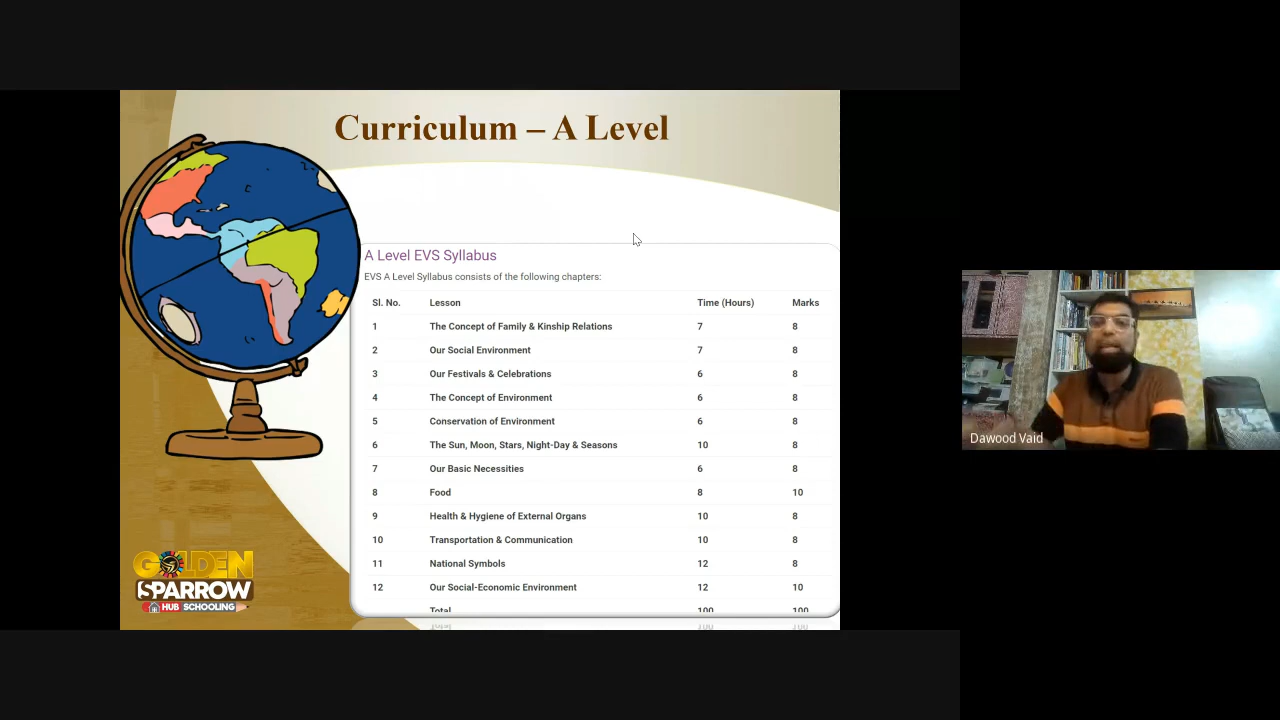 Curriculum – A Level
A Level EVS Syllabus
EVS A Level Syllabus consists of the following chapters:
Sl. No. Lesson Time (Hours) Marks
1 The Concept of Family & Kinship Relations 7 8
2 Our Social Environment 7 8
3 Our Festivals & Celebrations 6 8
4 The Concept of Environment 6 8
5 Conservation of Environment 6 8
6 The Sun, Moon, Stars, Night-Day & Seasons 10 8
7 Our Basic Necessities 6 8
8 Food 8 10
9 Health & Hygiene of External Organs 10 8
10 Transportation & Communication 10 8
11 National Symbols 12 8
12 Our Social-Economic Environment 12 10
Total 100 100
GOLDEN
SPARROW
HUB SCHOOLING
Dawood Vaid